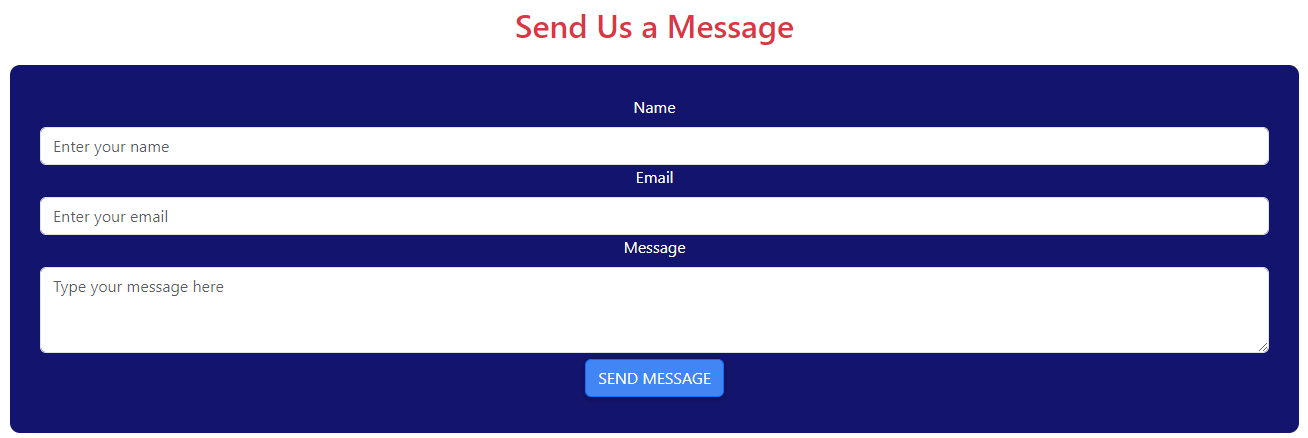 Send Us a Message
Name
Enter your name
Email
Enter your email
Message
Type your message here
SEND MESSAGE